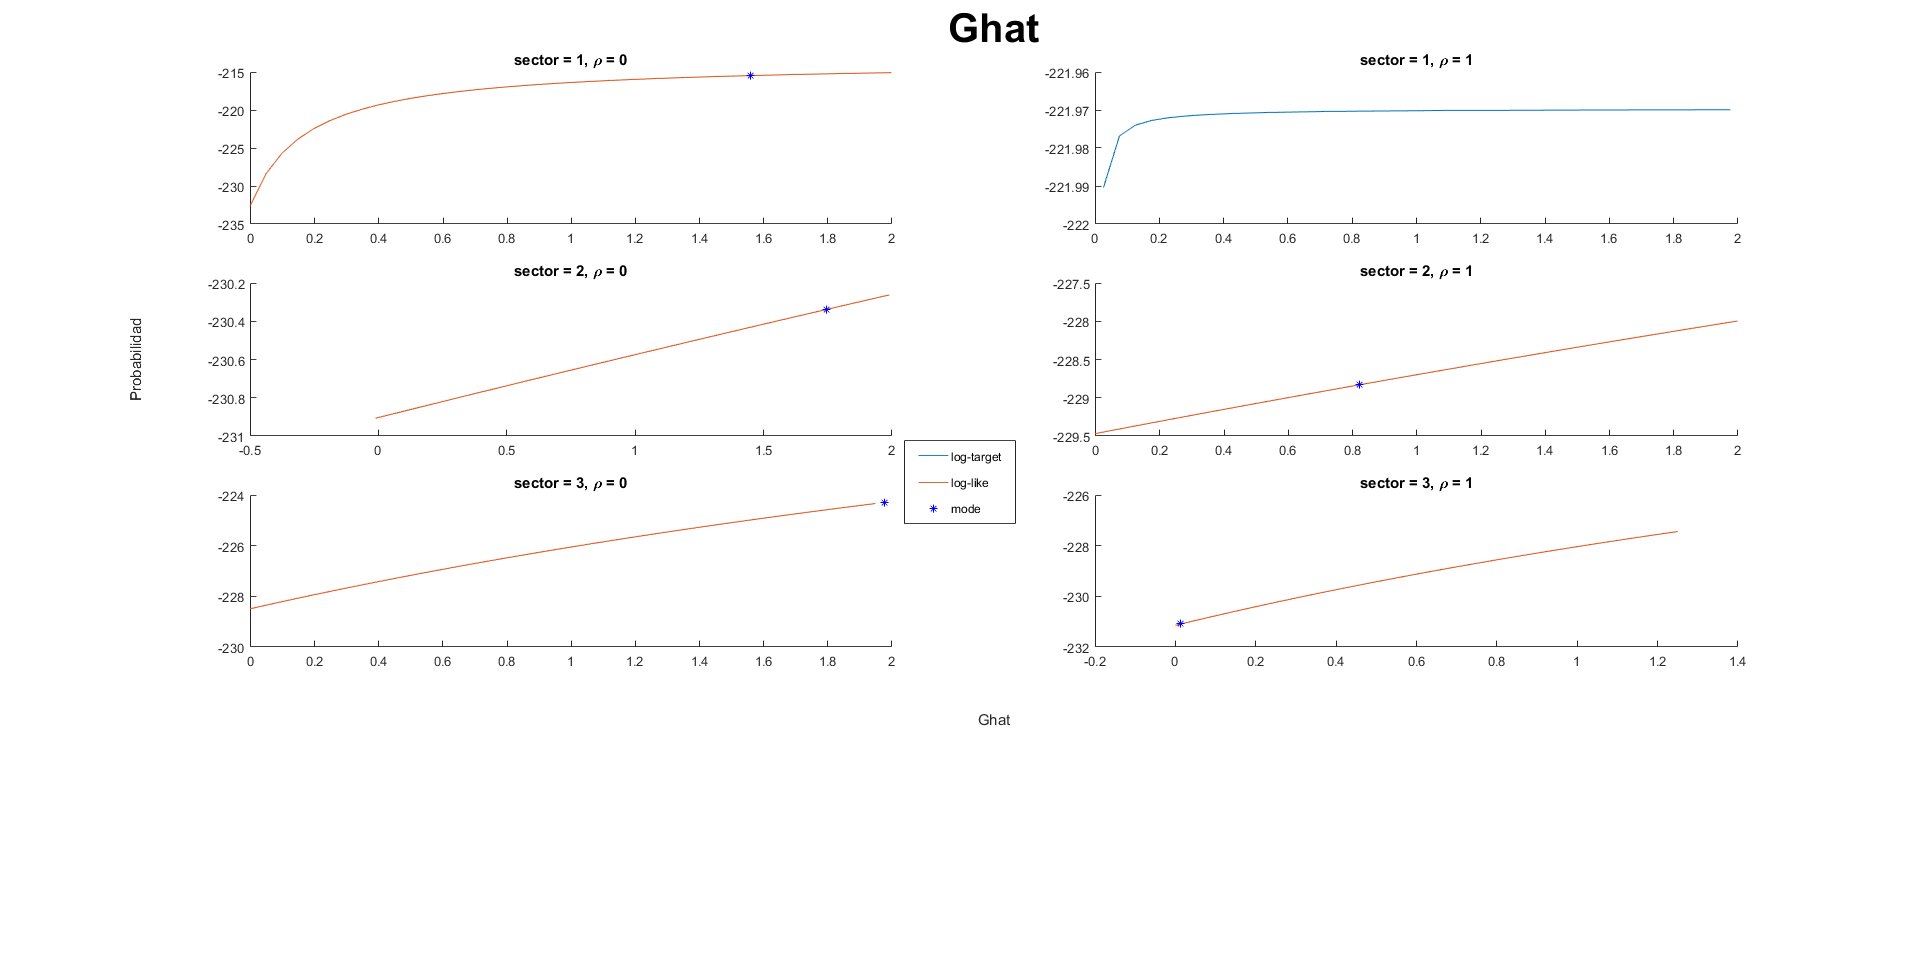 Ghat
sector = 1, ρ = 0
-215
-220
-225
-230
-235
0 0.2 0.4 0.6 0.8 1 1.2 1.4 1.6 1.8 2
sector = 1, ρ = 1
-221.96
-221.97
-221.98
-221.99
-222
0 0.2 0.4 0.6 0.8 1 1.2 1.4 1.6 1.8 2
Probabilidad
sector = 2, ρ = 0
-230.2
-230.4
-230.6
-230.8
-231
-0.5 0 0.5 1 1.5 2
sector = 2, ρ = 1
-227.5
-228
-228.5
-229
-229.5
0 0.2 0.4 0.6 0.8 1 1.2 1.4 1.6 1.8 2
log-target
log-like
mode
sector = 3, ρ = 0
-224
-226
-228
-230
0 0.2 0.4 0.6 0.8 1 1.2 1.4 1.6 1.8 2
sector = 3, ρ = 1
-226
-228
-230
-232
-0.2 0 0.2 0.4 0.6 0.8 1 1.2 1.4
Ghat